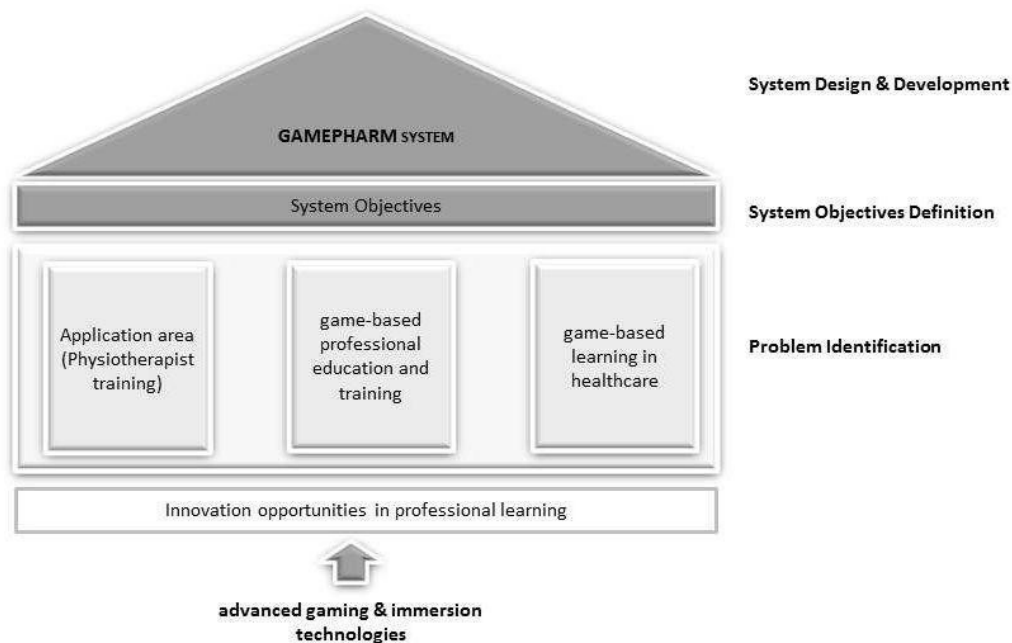 System Design & Development
GAMEPHARM SYSTEM
System Objectives
System Objectives Definition
Application area
(Physiotherapist
training)
game-based
professional
education and
training
game-based
learning in
healthcare
Problem Identification
Innovation opportunities in professional learning
advanced gaming & immersion
technologies